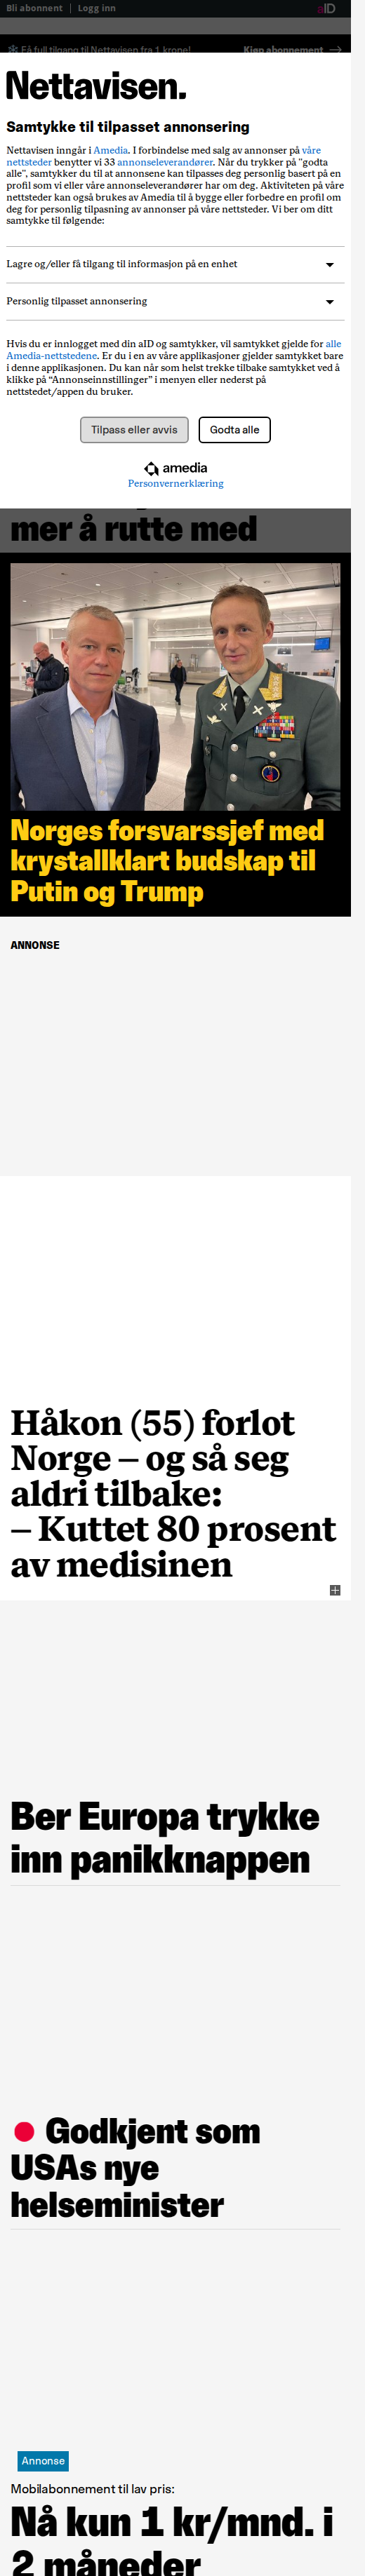 Bli abonnent | Logg inn aID
Få full tilgang til Nettavisen fra 1 krone! Kjøp abonnement →
Nettavisen.
Samtykke til tilpasset annonsering
Nettavisen inngår i Amedia. I forbindelse med salg av annonser på våre
nettsteder benytter vi 33 annonseleverandører. Når du trykker på "godta
alle", samtykker du til at annonsene kan tilpasses deg personlig basert på en
profil som vi eller våre annonseleverandører har om deg. Aktiviteten på våre
nettsteder kan også brukes av Amedia til å bygge eller forbedre en profil om
deg for personlig tilpasning av annonser på våre nettsteder. Vi ber om ditt
samtykke til følgende:
Lagre og/eller få tilgang til informasjon på en enhet
Personlig tilpasset annonsering
Hvis du er innlogget med din aID og samtykker, vil samtykket gjelde for alle
Amedia-nettstedene. Er du i en av våre applikasjoner gjelder samtykket bare
i denne applikasjonen. Du kan når som helst trekke tilbake samtykket ved å
klikke på “Annonseinnstillinger” i menyen eller nederst på
nettstedet/appen du bruker.
Tilpass eller avvis Godta alle
amedia
Personvernerklæring
mer å rutte med
Norges forsvarssjef med
krystallklart budskap til
Putin og Trump
ANNONSE
Håkon (55) forlot
Norge – og så seg
aldri tilbake:
– Kuttet 80 prosent
av medisinen
Ber Europa trykke
inn panikknappen
Godkjent som
USAs nye
helseminister
Annonse
Mobilabonnement til lav pris:
Nå kun 1 kr/mnd. i
2 måneder